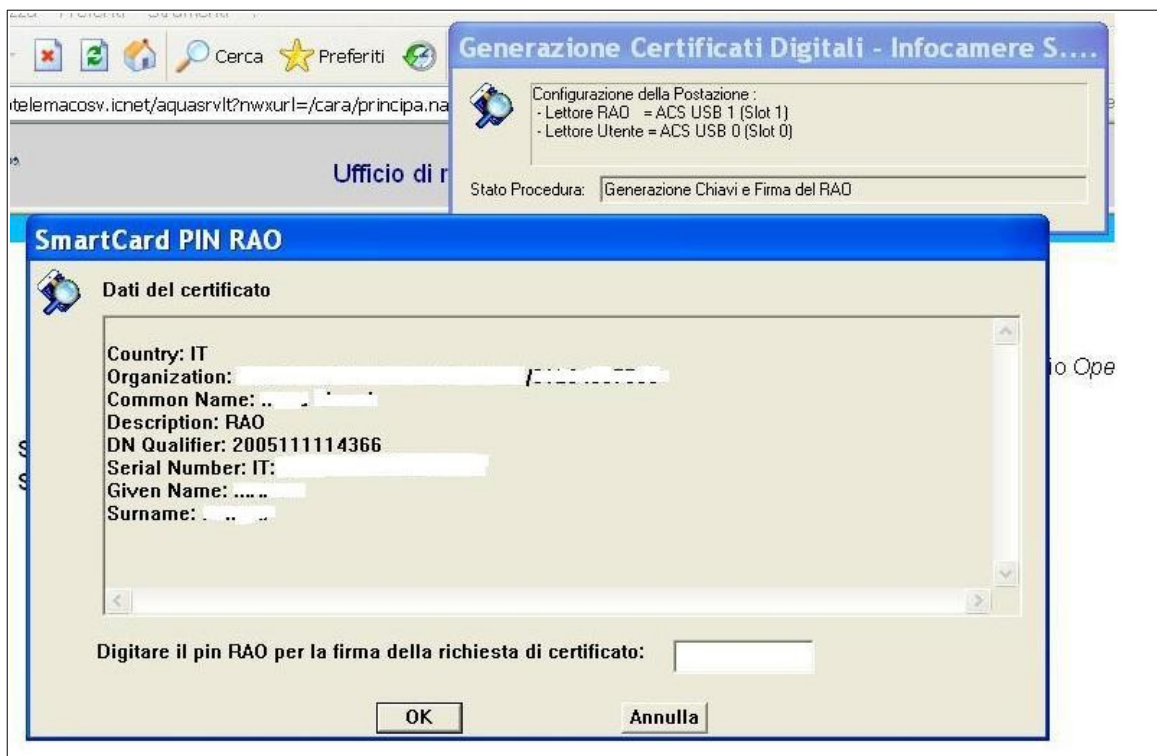 Cerca Preferiti
Generazione Certificati Digitali - Infocamere S....
telemacosv.icnet/aquasrvlt?nwxurl=/cara/principa.na
Configurazione della Postazione :
- Lettore RAO = ACS USB 1 (Slot 1)
- Lettore Utente = ACS USB 0 (Slot 0)
Ufficio di r
Stato Procedura: Generazione Chiavi e Firma del RAO
SmartCard PIN RAO
Dati del certificato
Country: IT
Organization:
Common Name:
Description: RAO
DN Qualifier: 2005111114366
Serial Number: IT:
Given Name:
Surname:
io Ope
Digitare il pin RAO per la firma della richiesta di certificato:
OK Annulla